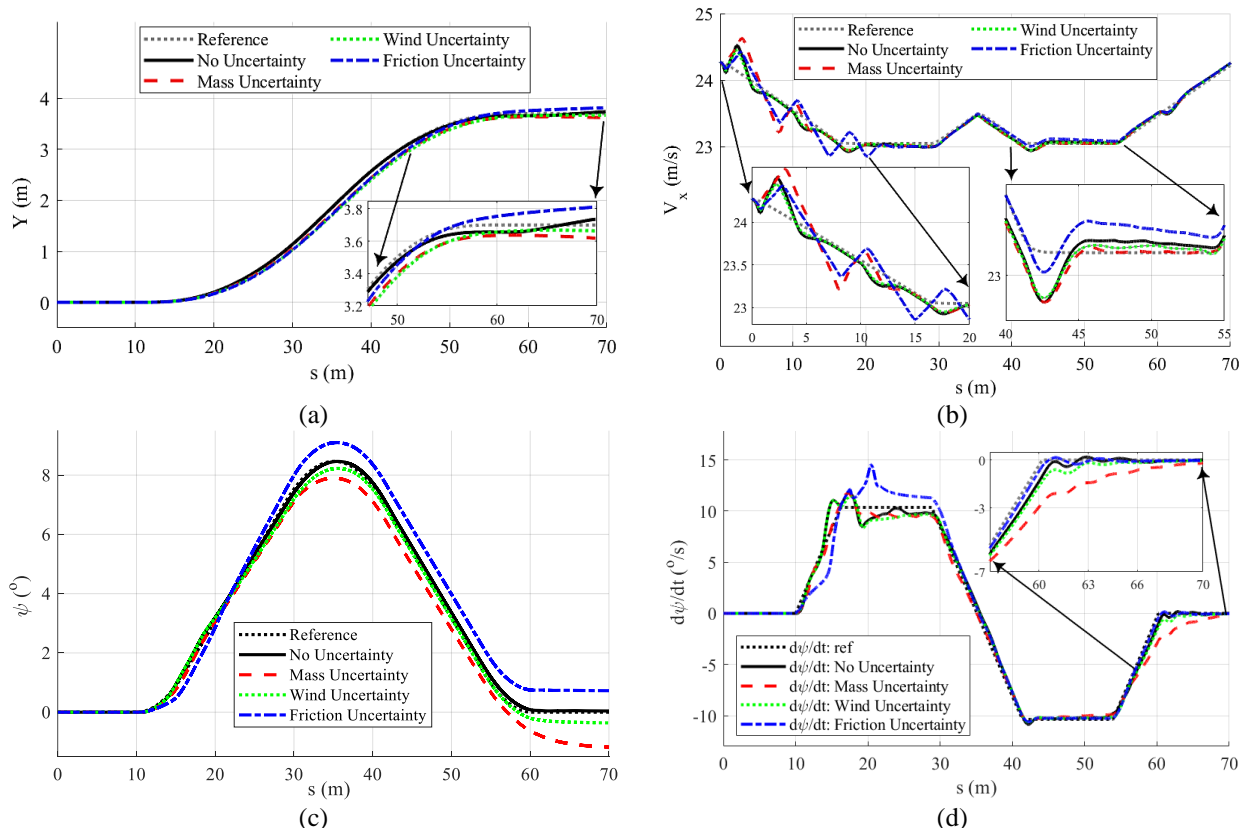 Reference
Wind Uncertainty
No Uncertainty
Friction Uncertainty
Mass Uncertainty
Y (m)
4
3
2
1
0
3.8
3.6
3.4
3.2
50
60
70
0 10 20 30 40 50 60 70
s (m)
(a)
Reference
Wind Uncertainty
No Uncertainty
Friction Uncertainty
Mass Uncertainty
V_x (m/s)
25
24
23
24
23.5
23
0 5 10 15 20
23
40 45 50 55
0 10 20 30 40 50 60 70
s (m)
(b)
ψ (°)
8
6
4
2
0
Reference
No Uncertainty
Mass Uncertainty
Wind Uncertainty
Friction Uncertainty
0 10 20 30 40 50 60 70
s (m)
(c)
dψ/dt (°/s)
15
10
5
0
-5
-10
0
-3
-7
60 63 66 70
dψ/dt: ref
dψ/dt: No Uncertainty
dψ/dt: Mass Uncertainty
dψ/dt: Wind Uncertainty
dψ/dt: Friction Uncertainty
0 10 20 30 40 50 60 70
s (m)
(d)